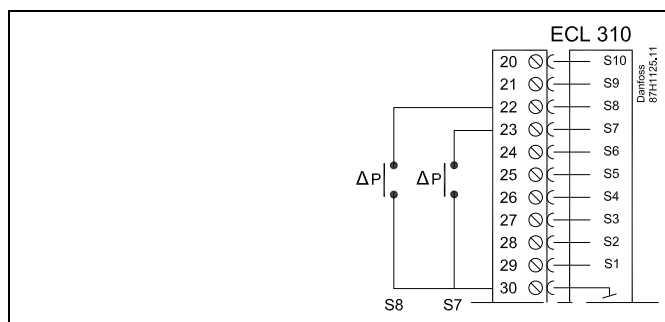 ECL 310
20 S10
21 S9
22 S8
23 S7
24 S6
25 S5
26 S4
27 S3
28 S2
29 S1
30
ΔP ΔP
S8 S7
Danfoss
87H1125.11